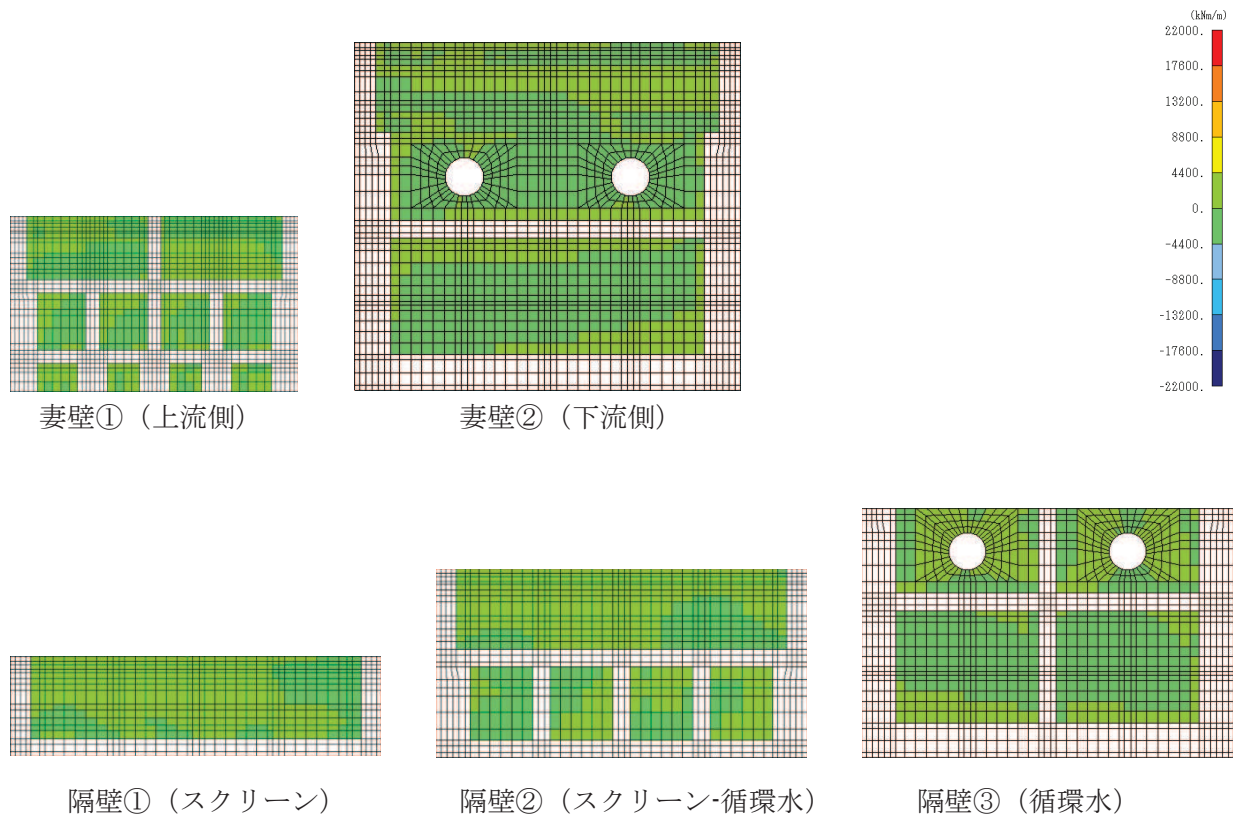 (kNm/m)
22000.
17600.
13200.
8800.
4400.
0.
-4400.
-8800.
-13200.
-17600.
-22000.
妻壁①（上流側）
妻壁②（下流側）
隔壁①（スクリーン）
隔壁②（スクリーン-循環水）
隔壁③（循環水）